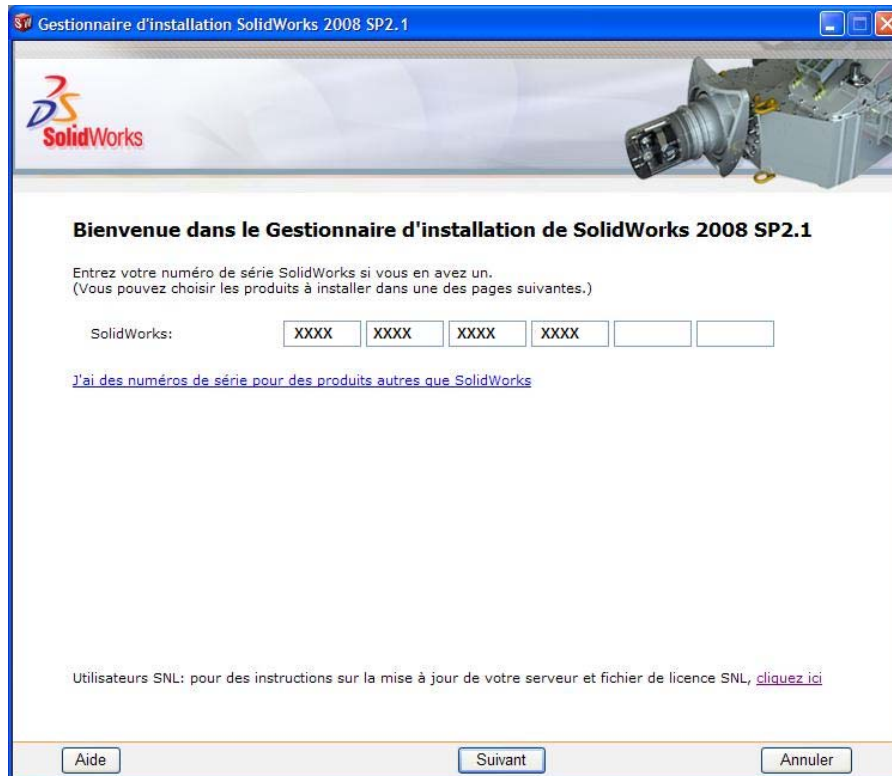 Gestionnaire d'installation SolidWorks 2008 SP2.1
SolidWorks
Bienvenue dans le Gestionnaire d'installation de SolidWorks 2008 SP2.1
Entrez votre numéro de série SolidWorks si vous en avez un.
(Vous pouvez choisir les produits à installer dans une des pages suivantes.)
SolidWorks: XXXX XXXX XXXX XXXX
J'ai des numéros de série pour des produits autres que SolidWorks
Utilisateurs SNL: pour des instructions sur la mise à jour de votre serveur et fichier de licence SNL, cliquez ici
Aide Suivant Annuler